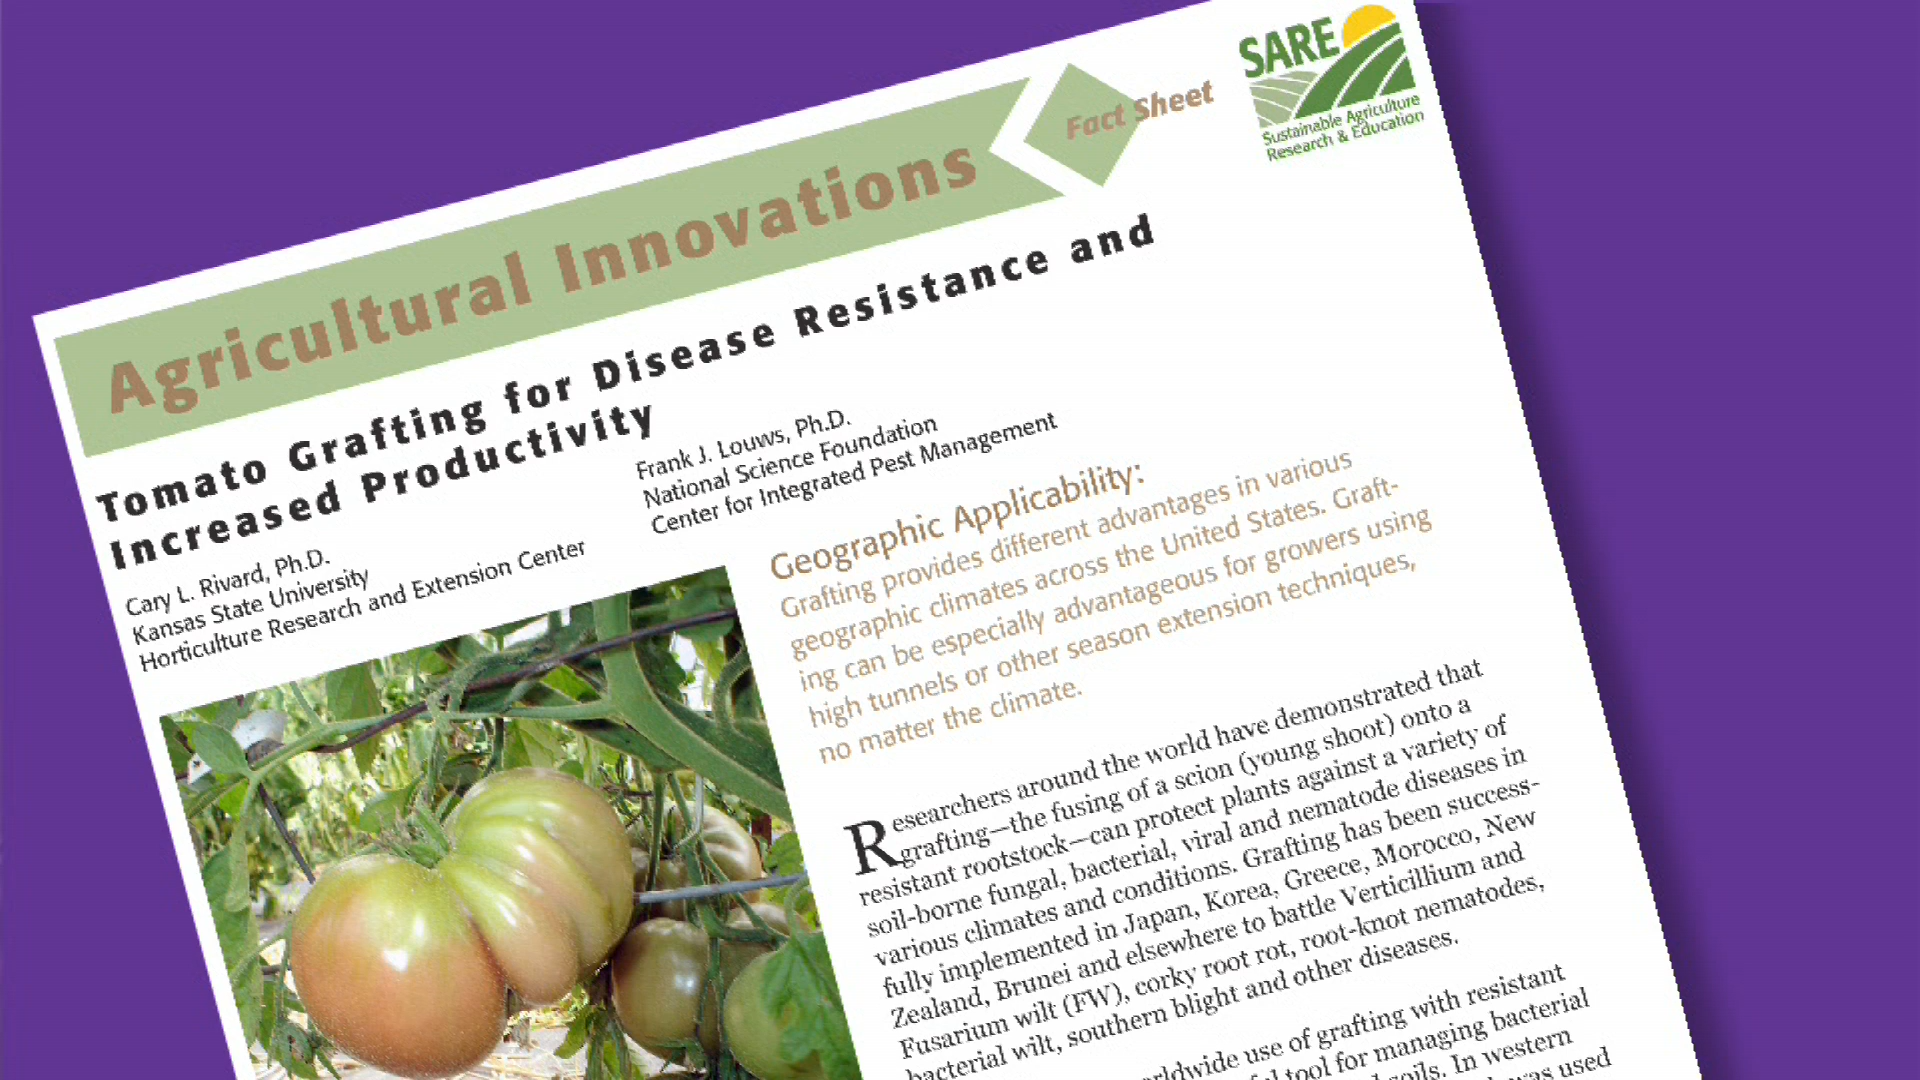 SARE
Sustainable Agriculture
Research & Education
Fact Sheet
Agricultural Innovations
Tomato Grafting for Disease Resistance and
Increased Productivity
Cary L. Rivard, Ph.D.
Kansas State University
Horticulture Research and Extension Center
Frank J. Louws, Ph.D.
National Science Foundation
Center for Integrated Pest Management
Geographic Applicability:
Grafting provides different advantages in various
geographic climates across the United States. Graft-
ing can be especially advantageous for growers using
high tunnels or other season extension techniques,
no matter the climate.
Researchers around the world have demonstrated that
grafting—the fusing of a scion (young shoot) onto a
resistant rootstock—can protect plants against a variety of
soil-borne fungal, bacterial, viral and nematode diseases in
various climates and conditions. Grafting has been success-
fully implemented in Japan, Korea, Greece, Morocco, New
Zealand, Brunei and elsewhere to battle Verticillium and
Fusarium wilt (FW), corky root rot, root-knot nematodes,
bacterial wilt, southern blight and other diseases.
use of grafting with resistant
tool for managing bacterial
soils. In western
was used